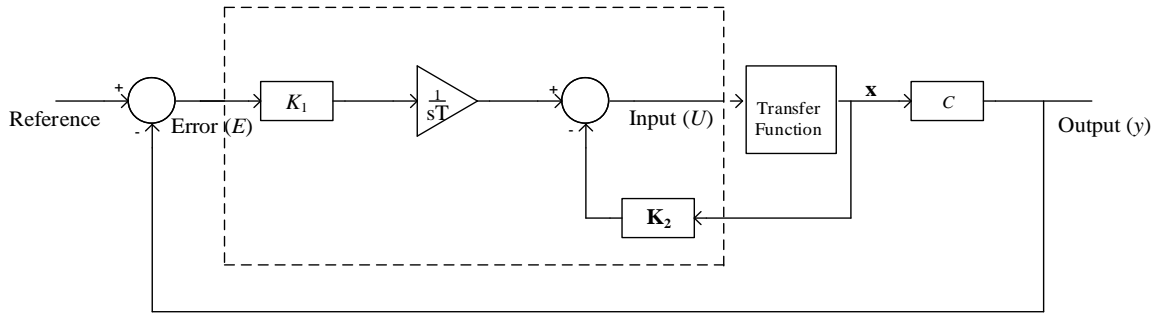 +
Reference
-
Error (E)
K1
1
sT
+
-
Input (U)
Transfer
Function
x
C
Output (y)
K2